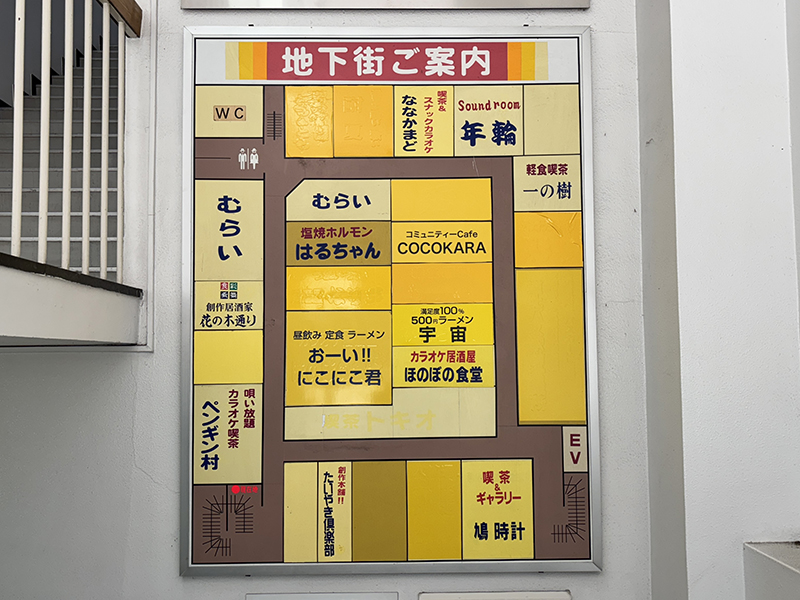 地下街ご案内
WC
喫茶&
スナックカラオケ
ななかまど
Sound room
年輪
軽食喫茶
一の樹
むらい
むらい
塩焼ホルモン
はるちゃん
コミュニティーCafe
COCOKARA
創作居酒家
花の木通り
満足度100%
500円ラーメン
宇宙
昼飲み 定食 ラーメン
おーい!!
にこにこ君
カラオケ居酒屋
ほのぼの食堂
唄い放題
カラオケ喫茶
ペンギン村
喫茶トキオ
EV
創作本舗!!
たいやき倶楽部
喫茶
&
ギャラリー
鳩時計